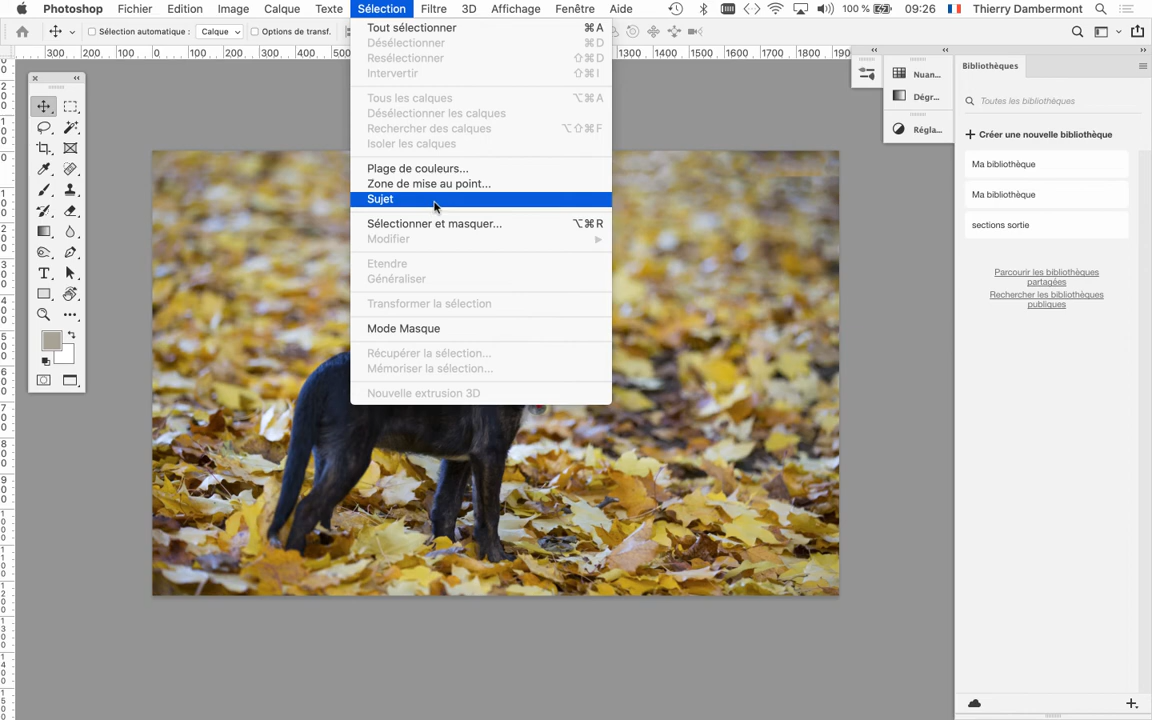 Photoshop Fichier Edition Image Calque Texte Sélection Filtre 3D Affichage Fenêtre Aide 100 % 09:26 Thierry Dambermont
Sélection automatique : Calque Options de transf.
300 200 100 0 100 200 300 400 1300 1400 1500 1600 1700 1800
Tout sélectionner ⌘A
Désélectionner ⌘D
Resélectionner ⇧⌘D
Intervertir ⇧⌘I
Tous les calques ⌥⌘A
Désélectionner les calques
Rechercher des calques ⌥⇧⌘F
Isoler les calques
Plage de couleurs...
Zone de mise au point...
Sujet
Sélectionner et masquer... ⌥⌘R
Modifier
Etendre
Généraliser
Transformer la sélection
Mode Masque
Récupérer la sélection...
Mémoriser la sélection...
Nouvelle extrusion 3D
Nuan...
Dégr...
Régla...
Bibliothèques
Toutes les bibliothèques
Créer une nouvelle bibliothèque
Ma bibliothèque
Ma bibliothèque
sections sortie
Parcourir les bibliothèques
partagées
Rechercher les bibliothèques
publiques